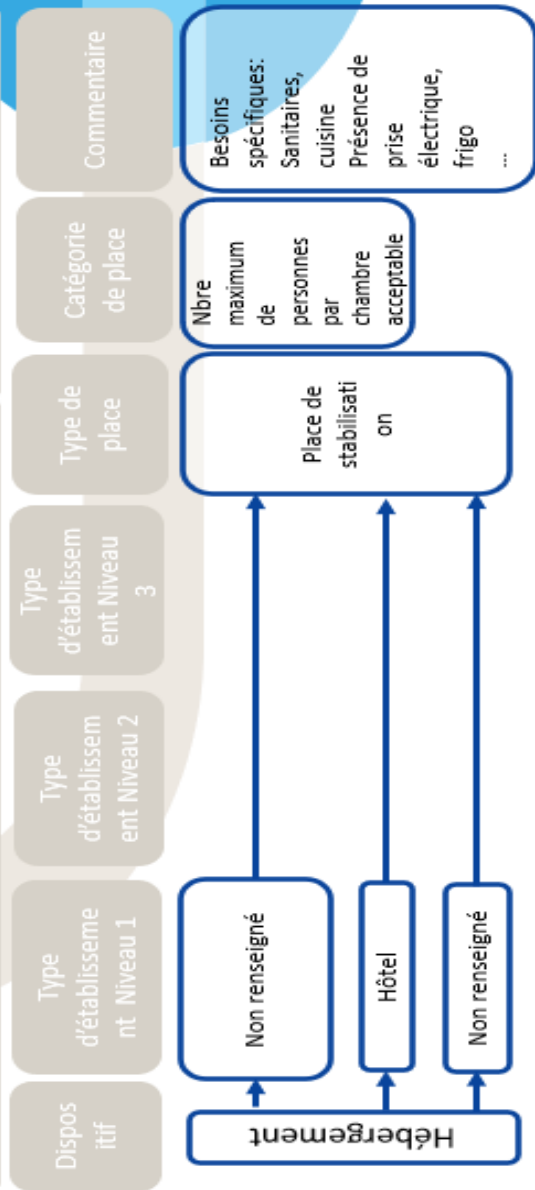 Dispos
itif
Type
d'établisseme
nt Niveau 1
Type
d'établissem
ent Niveau 2
Type
d'établissem
ent Niveau
3
Type de
place
Catégorie
de place
Commentaire
Hébergement
Non renseigné
Hôtel
Non renseigné
Place de
stabilisati
on
Nbre
maximum
de
personnes
par
chambre
acceptable
Besoins
spécifiques:
Sanitaires,
cuisine
Présence de
prise
électrique,
frigo
...